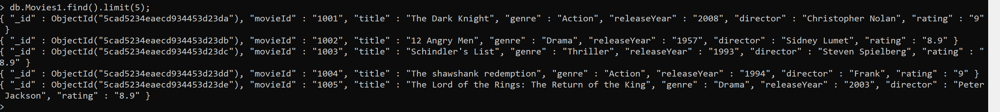 > db.Movies1.find().limit(5);
{ "_id" : ObjectId("5cad5234eaecd934453d23da"), "movieId" : "1001", "title" : "The Dark Knight", "genre" : "Action", "releaseYear" : "2008", "director" : "Christopher Nolan", "rating" : "9"
 }
{ "_id" : ObjectId("5cad5234eaecd934453d23db"), "movieId" : "1002", "title" : "12 Angry Men", "genre" : "Drama", "releaseYear" : "1957", "director" : "Sidney Lumet", "rating" : "8.9" }
{ "_id" : ObjectId("5cad5234eaecd934453d23dc"), "movieId" : "1003", "title" : "Schindler's List", "genre" : "Thriller", "releaseYear" : "1993", "director" : "Steven Spielberg", "rating" : "
8.9" }
{ "_id" : ObjectId("5cad5234eaecd934453d23dd"), "movieId" : "1004", "title" : "The shawshank redemption", "genre" : "Action", "releaseYear" : "1994", "director" : "Frank", "rating" : "9" }
{ "_id" : ObjectId("5cad5234eaecd934453d23de"), "movieId" : "1005", "title" : "The Lord of the Rings: The Return of the King", "genre" : "Drama", "releaseYear" : "2003", "director" : "Peter
 Jackson", "rating" : "8.9" }
>